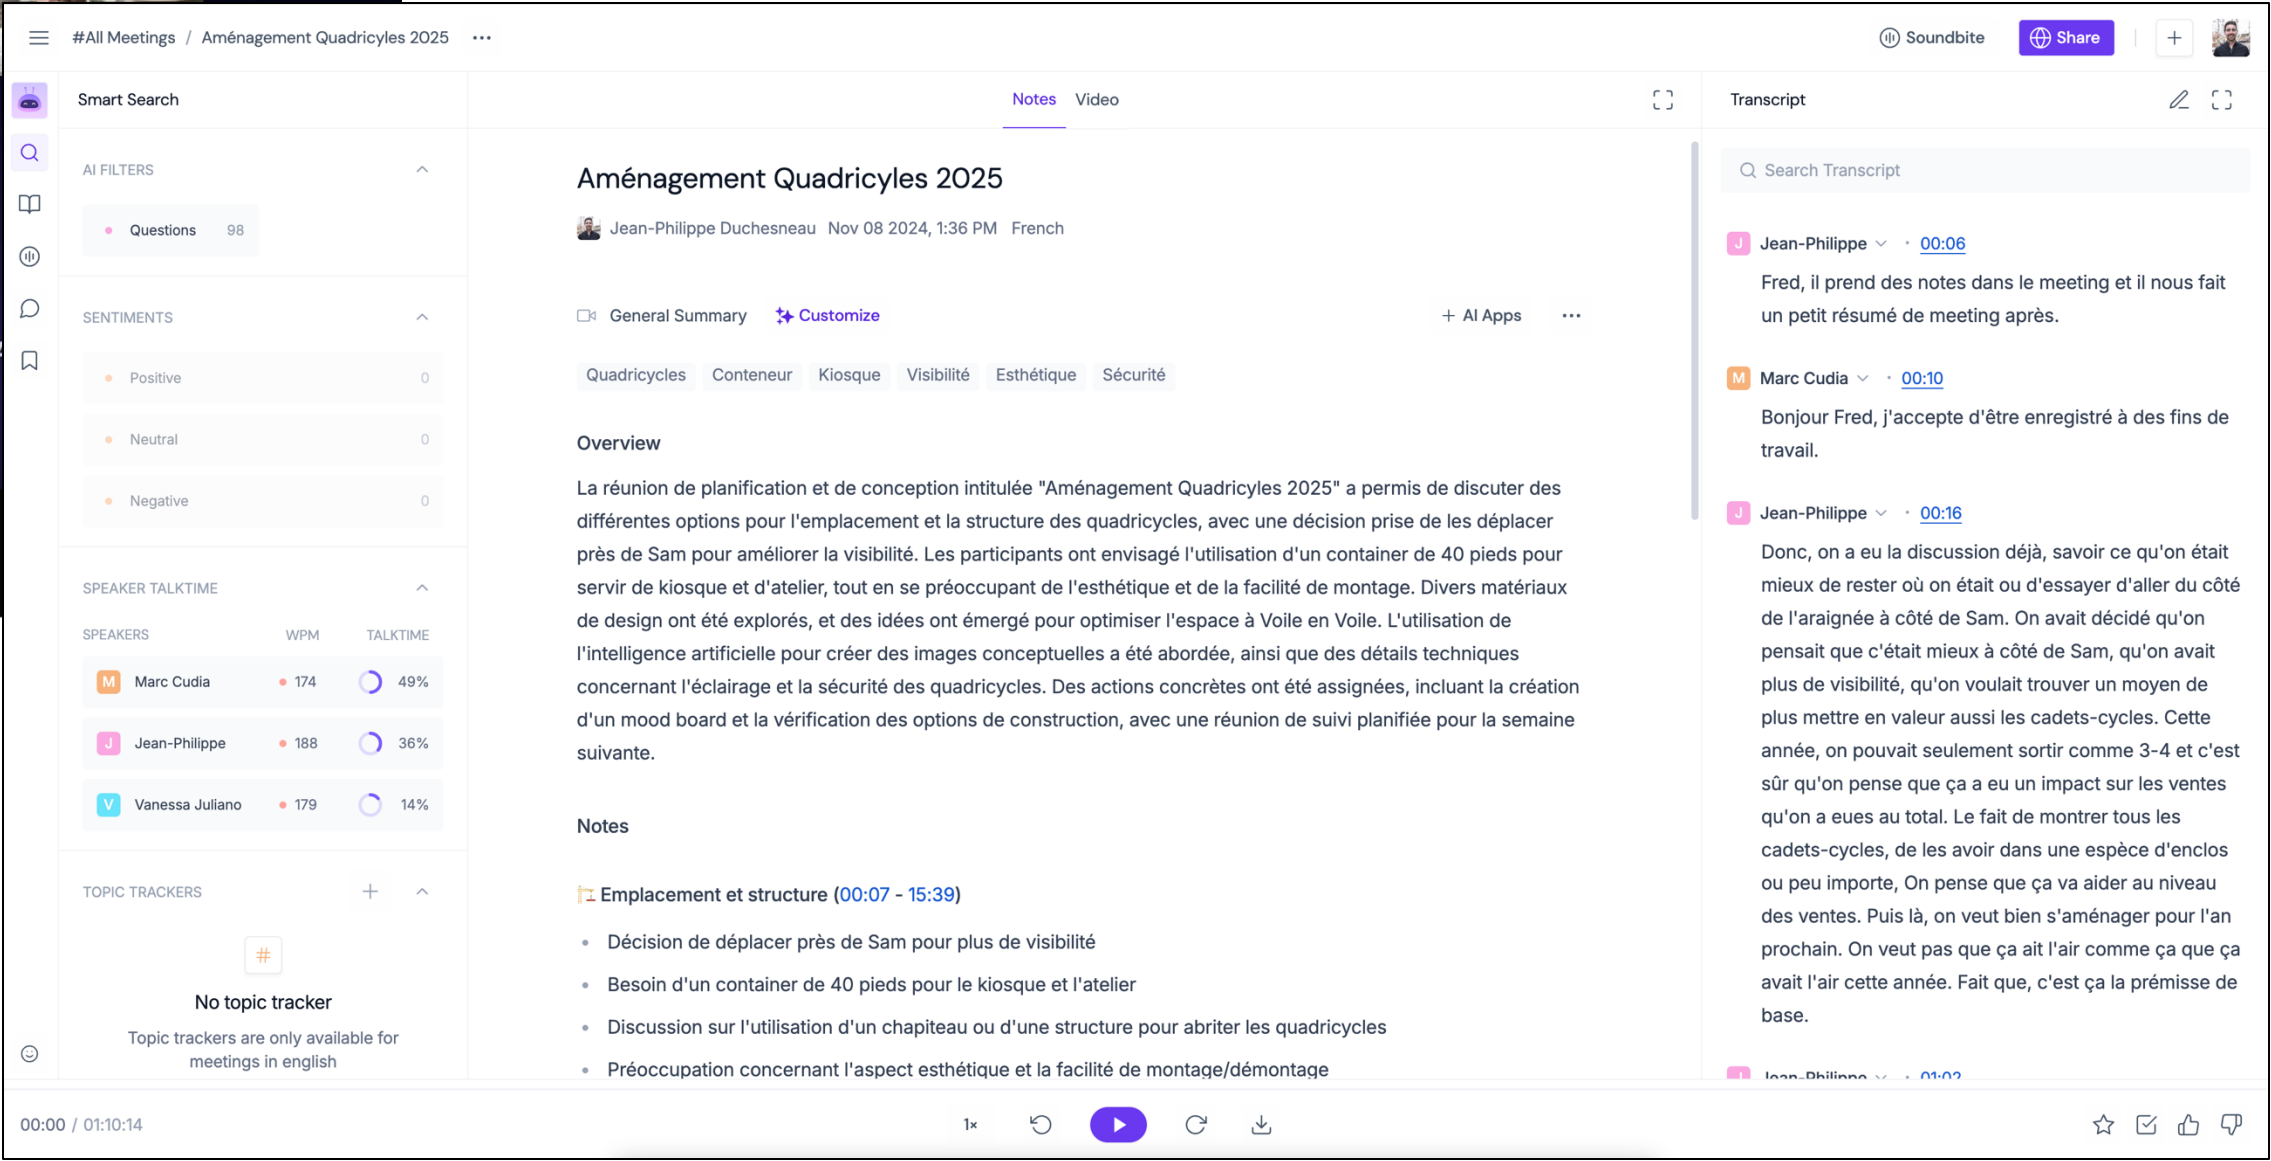 #All Meetings / Aménagement Quadricyles 2025 ...
Soundbite
Share
Smart Search
AI FILTERS
Questions 98
SENTIMENTS
Positive 0
Neutral 0
Negative 0
SPEAKER TALKTIME
SPEAKERS WPM TALKTIME
M Marc Cudia 174 49%
J Jean-Philippe 188 36%
V Vanessa Juliano 179 14%
TOPIC TRACKERS
#
No topic tracker
Topic trackers are only available for
meetings in english
Notes Video
Aménagement Quadricyles 2025
Jean-Philippe Duchesneau Nov 08 2024, 1:36 PM French
General Summary Customize + AI Apps ...
Quadricycles Conteneur Kiosque Visibilité Esthétique Sécurité
Overview
La réunion de planification et de conception intitulée "Aménagement Quadricyles 2025" a permis de discuter des
différentes options pour l'emplacement et la structure des quadricycles, avec une décision prise de les déplacer
près de Sam pour améliorer la visibilité. Les participants ont envisagé l'utilisation d'un container de 40 pieds pour
servir de kiosque et d'atelier, tout en se préoccupant de l'esthétique et de la facilité de montage. Divers matériaux
de design ont été explorés, et des idées ont émergé pour optimiser l'espace à Voile en Voile. L'utilisation de
l'intelligence artificielle pour créer des images conceptuelles a été abordée, ainsi que des détails techniques
concernant l'éclairage et la sécurité des quadricycles. Des actions concrètes ont été assignées, incluant la création
d'un mood board et la vérification des options de construction, avec une réunion de suivi planifiée pour la semaine
suivante.
Notes
Emplacement et structure (00:07 - 15:39)
• Décision de déplacer près de Sam pour plus de visibilité
• Besoin d'un container de 40 pieds pour le kiosque et l'atelier
• Discussion sur l'utilisation d'un chapiteau ou d'une structure pour abriter les quadricycles
• Préoccupation concernant l'aspect esthétique et la facilité de montage/démontage
Transcript
Search Transcript
J Jean-Philippe · 00:06
Fred, il prend des notes dans le meeting et il nous fait
un petit résumé de meeting après.
M Marc Cudia · 00:10
Bonjour Fred, j'accepte d'être enregistré à des fins de
travail.
J Jean-Philippe · 00:16
Donc, on a eu la discussion déjà, savoir ce qu'on était
mieux de rester où on était ou d'essayer d'aller du côté
de l'araignée à côté de Sam. On avait décidé qu'on
pensait que c'était mieux à côté de Sam, qu'on avait
plus de visibilité, qu'on voulait trouver un moyen de
plus mettre en valeur aussi les cadets-cycles. Cette
année, on pouvait seulement sortir comme 3-4 et c'est
sûr qu'on pense que ça a eu un impact sur les ventes
qu'on a eues au total. Le fait de montrer tous les
cadets-cycles, de les avoir dans une espèce d'enclos
ou peu importe, On pense que ça va aider au niveau
des ventes. Puis là, on veut bien s'aménager pour l'an
prochain. On veut pas que ça ait l'air comme ça que ça
avait l'air cette année. Fait que, c'est ça la prémisse de
base.
J Jean-Philippe · 01:02
00:00 / 01:10:14
1×